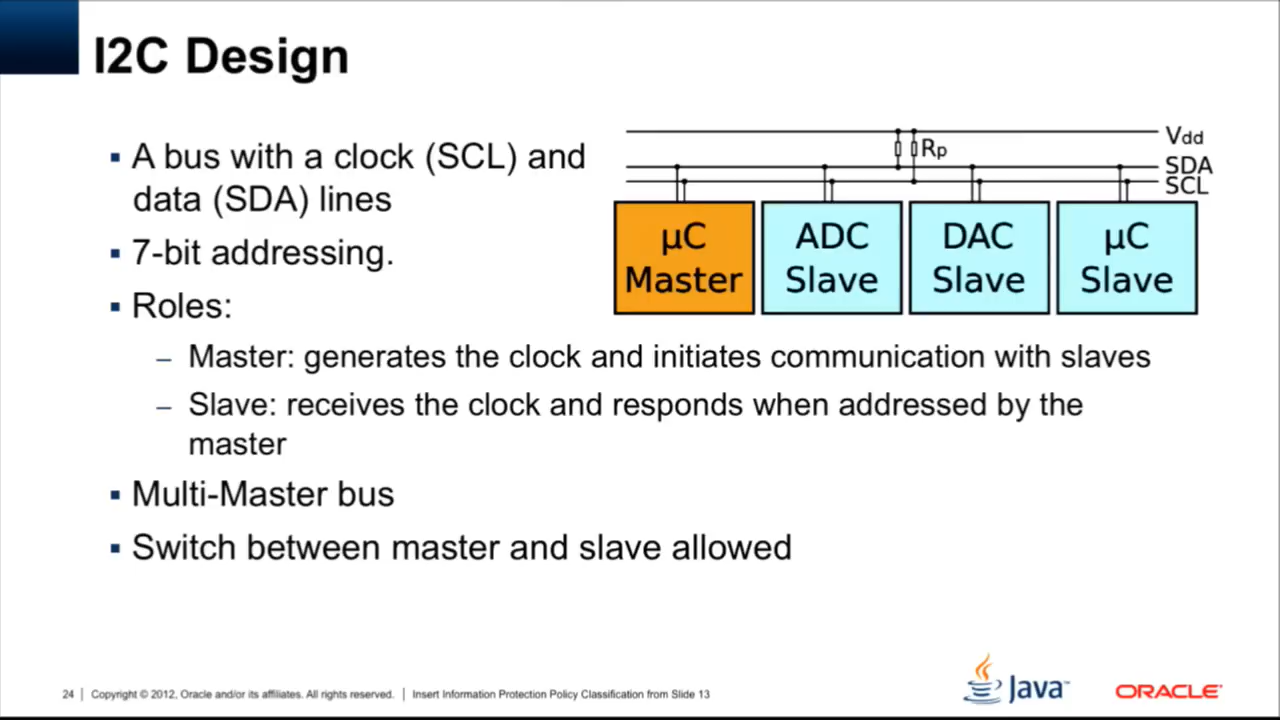 I2C Design
▪ A bus with a clock (SCL) and
data (SDA) lines
▪ 7-bit addressing.
▪ Roles:
– Master: generates the clock and initiates communication with slaves
– Slave: receives the clock and responds when addressed by the
master
▪ Multi-Master bus
▪ Switch between master and slave allowed
Vdd
Rp
SDA
SCL
µC
Master
ADC
Slave
DAC
Slave
µC
Slave
24 | Copyright © 2012, Oracle and/or its affiliates. All rights reserved. | Insert Information Protection Policy Classification from Slide 13
Java™
ORACLE®